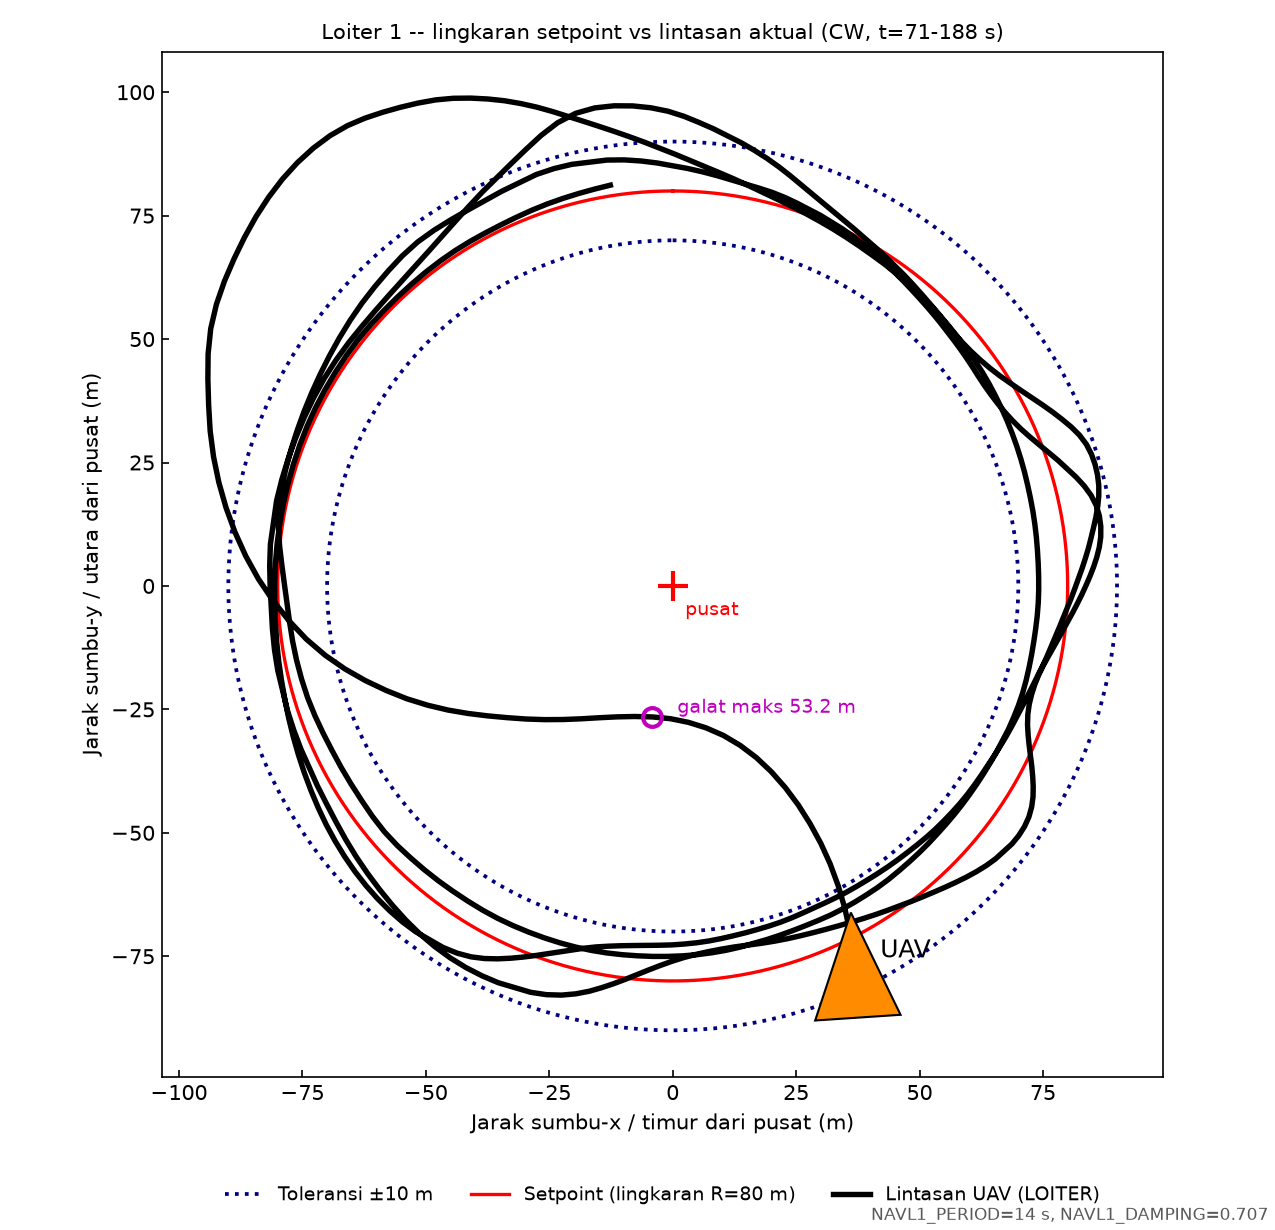 Loiter 1 -- lingkaran setpoint vs lintasan aktual (CW, t=71-188 s)
100
75
50
25
0
−25
−50
−75
Jarak sumbu-y / utara dari pusat (m)
pusat
galat maks 53.2 m
UAV
−100
−75
−50
−25
0
25
50
75
Jarak sumbu-x / timur dari pusat (m)
Toleransi ±10 m
Setpoint (lingkaran R=80 m)
Lintasan UAV (LOITER)
NAVL1_PERIOD=14 s, NAVL1_DAMPING=0.707